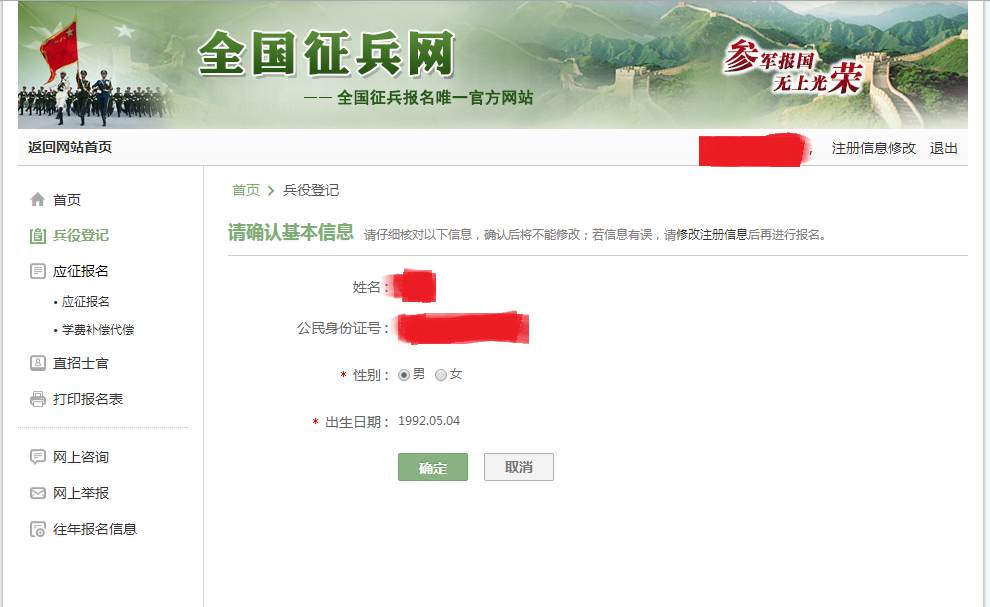 全国征兵网
—— 全国征兵报名唯一官方网站
参军报国
无上光荣
返回网站首页
, 注册信息修改 退出
首页
兵役登记
应征报名
• 应征报名
• 学费补偿代偿
直招士官
打印报名表
网上咨询
网上举报
往年报名信息
首页 > 兵役登记
请确认基本信息 请仔细核对以下信息，确认后将不能修改；若信息有误，请修改注册信息后再进行报名。
姓名：
公民身份证号：
* 性别： 男 女
* 出生日期： 1992.05.04
确定 取消